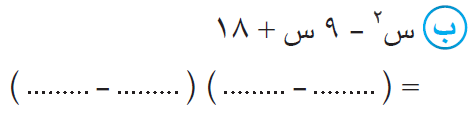 ب س٢ – ٩ س + ١٨
= ( ......... – ......... ) ( ......... – ......... )